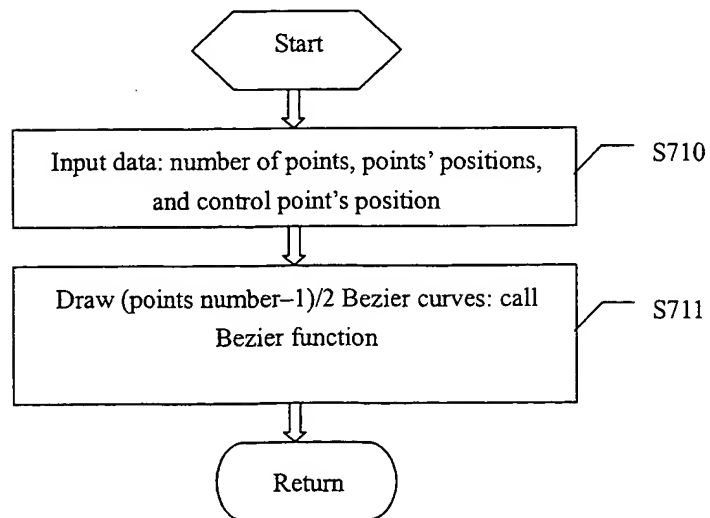 Start
Input data: number of points, points’ positions,
and control point’s position
S710
Draw (points number–1)/2 Bezier curves: call
Bezier function
S711
Return